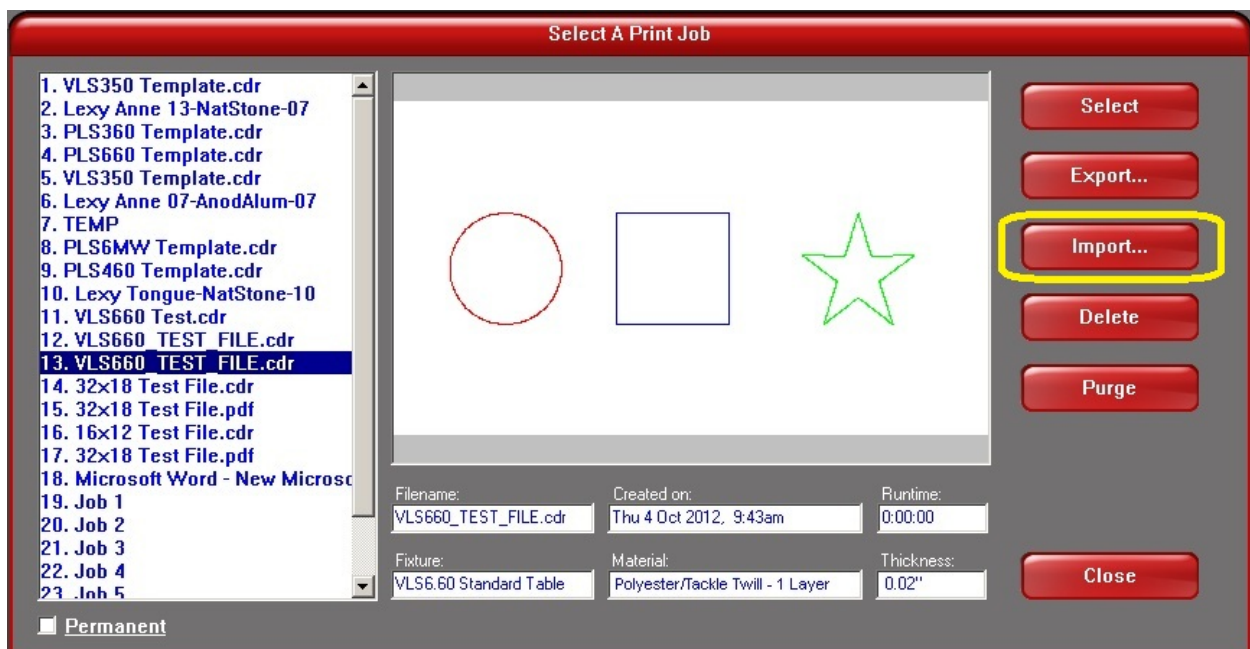 Select A Print Job
1. VLS350 Template.cdr
2. Lexy Anne 13-NatStone-07
3. PLS360 Template.cdr
4. PLS660 Template.cdr
5. VLS350 Template.cdr
6. Lexy Anne 07-AnodAlum-07
7. TEMP
8. PLS6MW Template.cdr
9. PLS460 Template.cdr
10. Lexy Tongue-NatStone-10
11. VLS660 Test.cdr
12. VLS660_TEST_FILE.cdr
13. VLS660_TEST_FILE.cdr
14. 32x18 Test File.cdr
15. 32x18 Test File.pdf
16. 16x12 Test File.cdr
17. 32x18 Test File.pdf
18. Microsoft Word - New Microsc
19. Job 1
20. Job 2
21. Job 3
22. Job 4
23. Job 5
Permanent
Filename:
VLS660_TEST_FILE.cdr
Created on:
Thu 4 Oct 2012, 9:43am
Runtime:
0:00:00
Fixture:
VLS6.60 Standard Table
Material:
Polyester/Tackle Twill - 1 Layer
Thickness:
0.02"
Select
Export...
Import...
Delete
Purge
Close